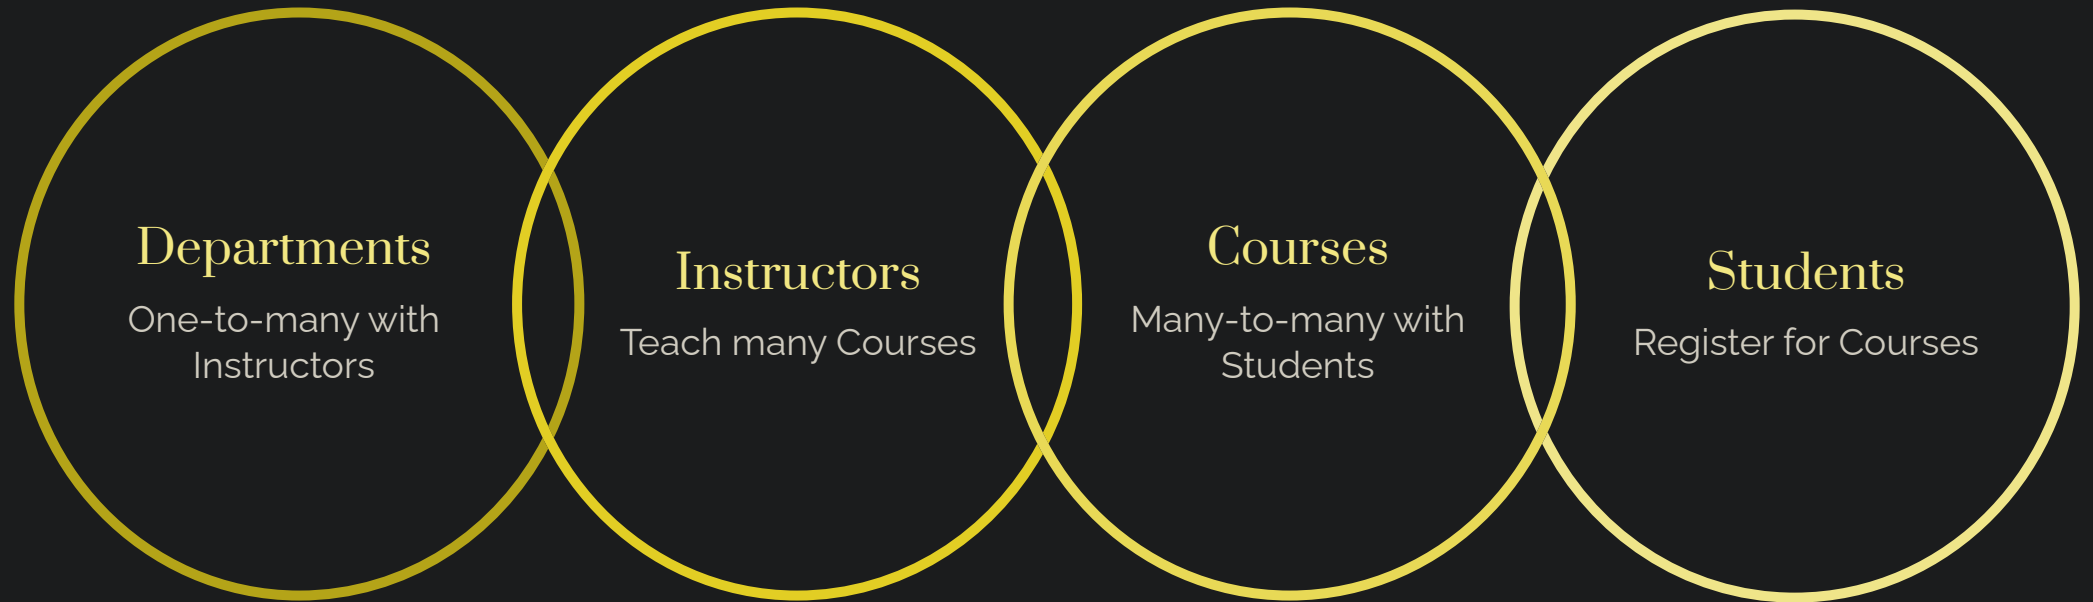 Departments
One-to-many with
Instructors
Instructors
Teach many Courses
Courses
Many-to-many with
Students
Students
Register for Courses